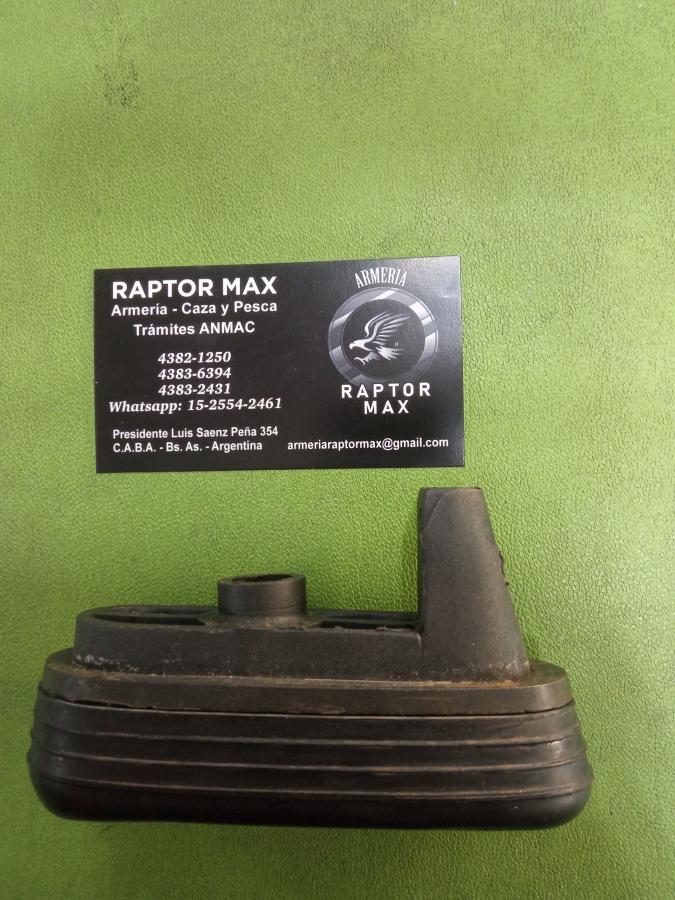 RAPTOR MAX
Armería - Caza y Pesca
Trámites ANMAC
4382-1250
4383-6394
4383-2431
Whatsapp: 15-2554-2461
Presidente Luis Saenz Peña 354
C.A.B.A. - Bs. As. - Argentina
ARMERIA
RAPTOR
MAX
armeriaraptormax@gmail.com